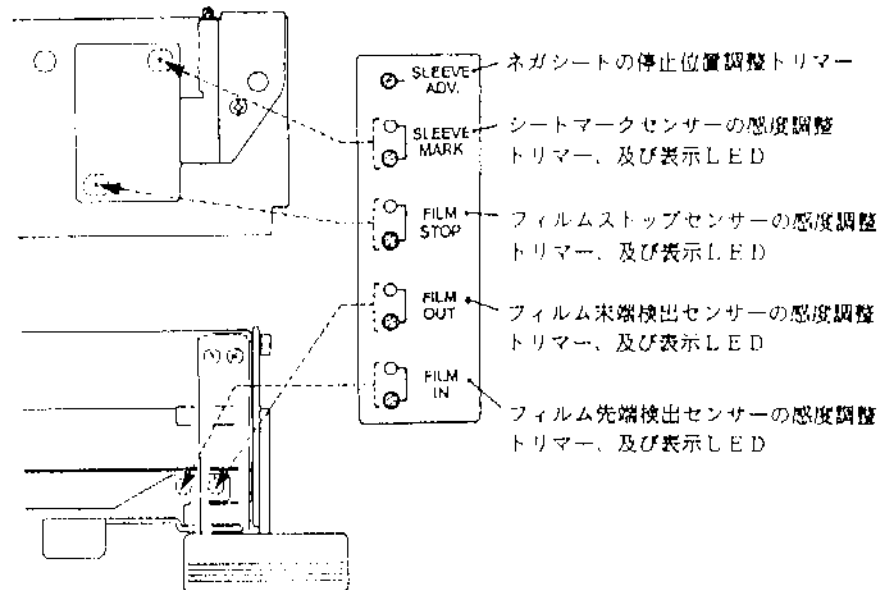 SLEEVE
ADV.
ネガシートの停止位置調整トリマー
SLEEVE
MARK
シートマークセンサーの感度調整
トリマー、及び表示LED
FILM
STOP
フィルムストップセンサーの感度調整
トリマー、及び表示LED
FILM
OUT
フィルム末端検出センサーの感度調整
トリマー、及び表示LED
FILM
IN
フィルム先端検出センサーの感度調整
トリマー、及び表示LED